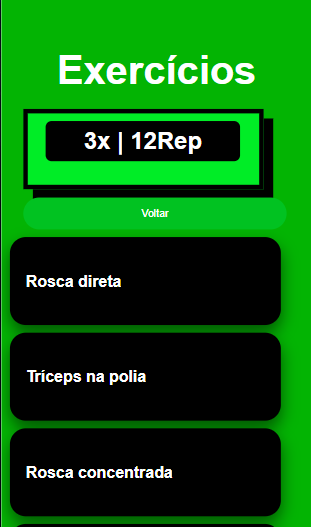 Exercícios
3x | 12Rep
Voltar
Rosca direta
Tríceps na polia
Rosca concentrada